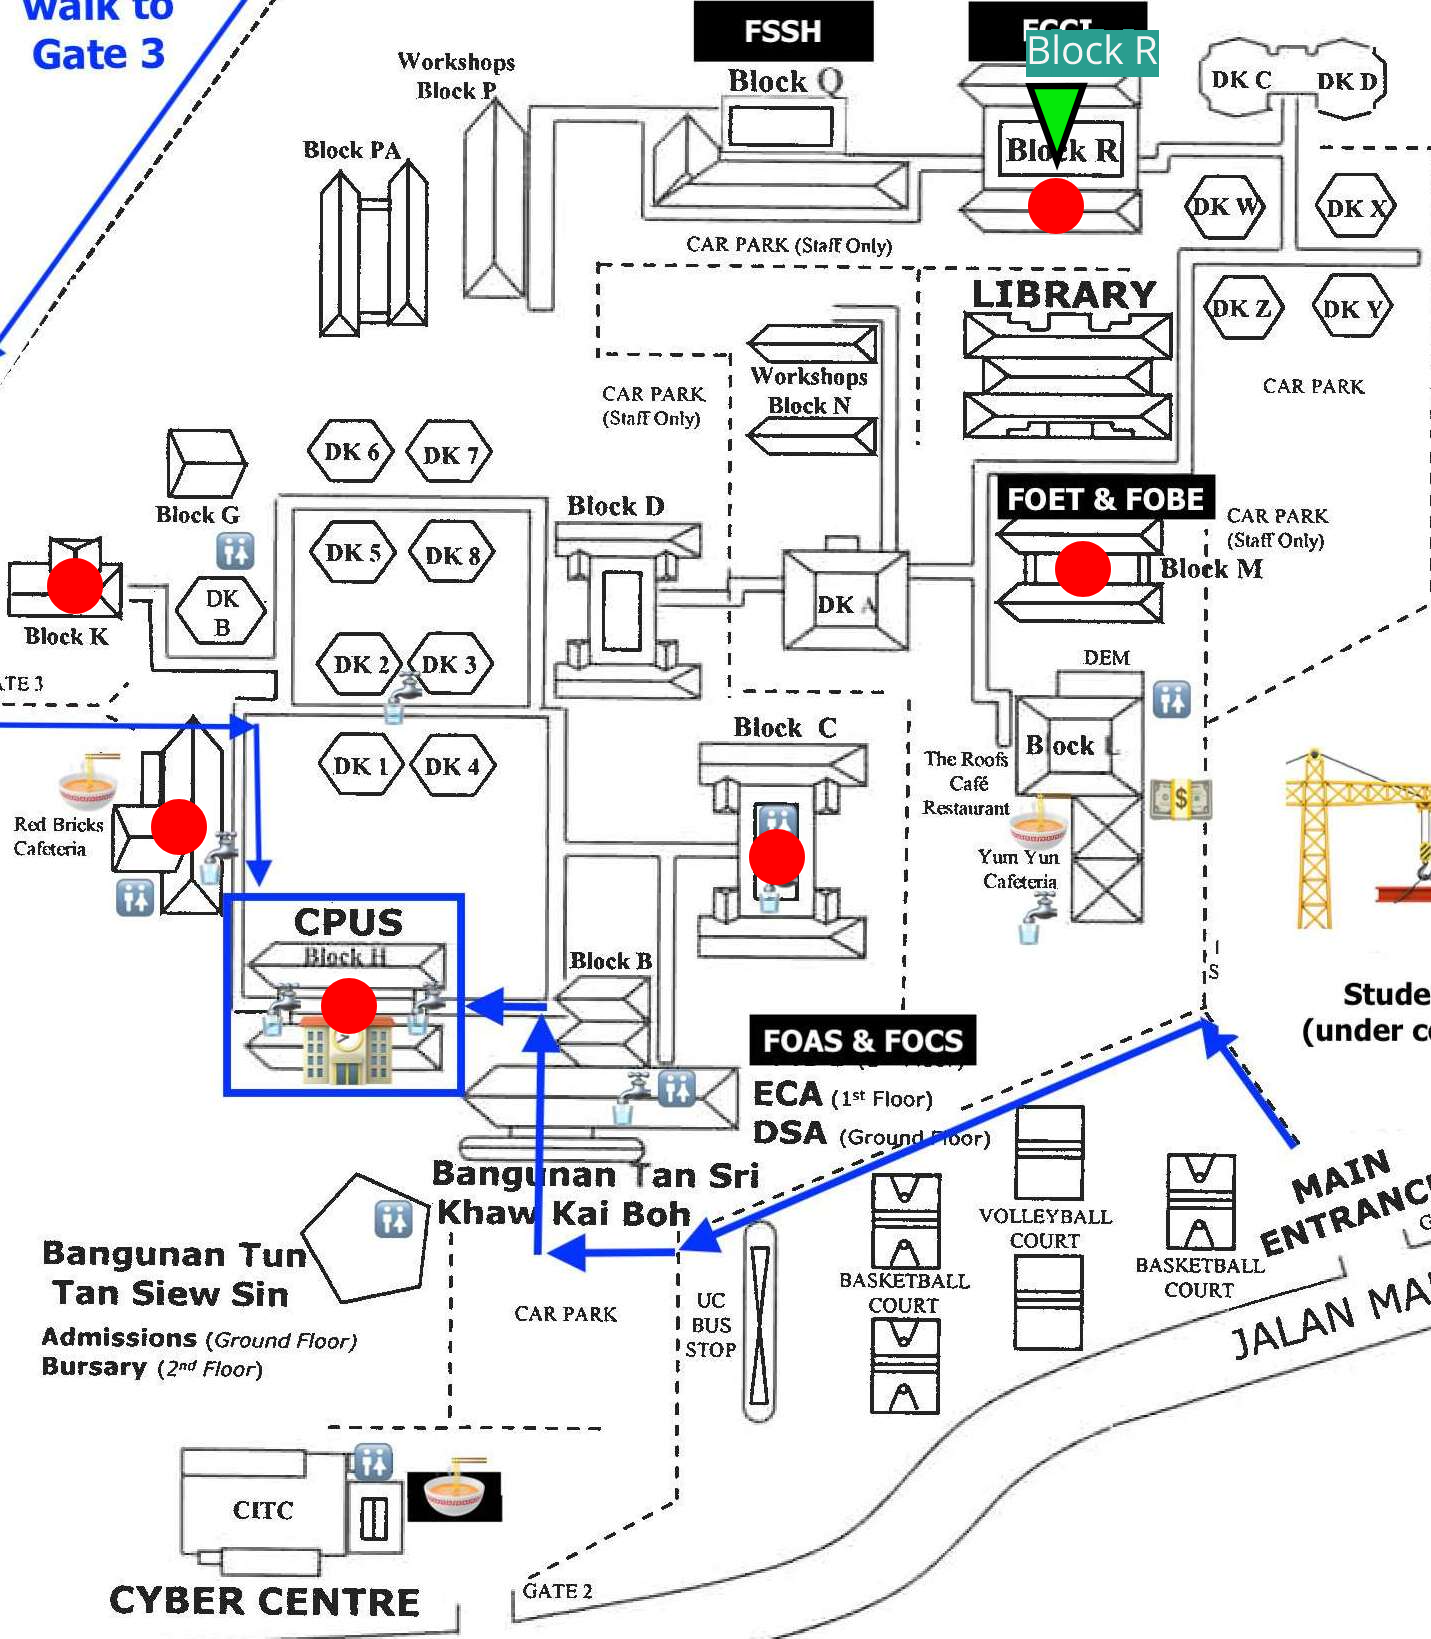 walk to
Gate 3
FSSH
Block R
Workshops
Block P
Block Q
DK C
DK D
Block PA
Block R
DK W
DK X
CAR PARK (Staff Only)
LIBRARY
DK Z
DK Y
Workshops
Block N
CAR PARK
(Staff Only)
CAR PARK
DK 6
DK 7
Block G
Block D
FOET & FOBE
CAR PARK
(Staff Only)
DK 5
DK 8
Block M
DK
B
DK A
Block K
DK 2
DK 3
DEM
Block C
Block L
DK 1
DK 4
The Roofs
Café
Restaurant
Red Bricks
Cafeteria
Yum Yun
Cafeteria
CPUS
Block H
Block B
I
S
Stude
(under co
FOAS & FOCS
ECA (1st Floor)
DSA (Ground Floor)
Bangunan Tan Sri
Khaw Kai Boh
MAIN
ENTRANCE
VOLLEYBALL
COURT
BASKETBALL
COURT
BASKETBALL
COURT
Bangunan Tun
Tan Siew Sin
Admissions (Ground Floor)
Bursary (2nd Floor)
CAR PARK
UC
BUS
STOP
JALAN MA
CITC
CYBER CENTRE
GATE 2